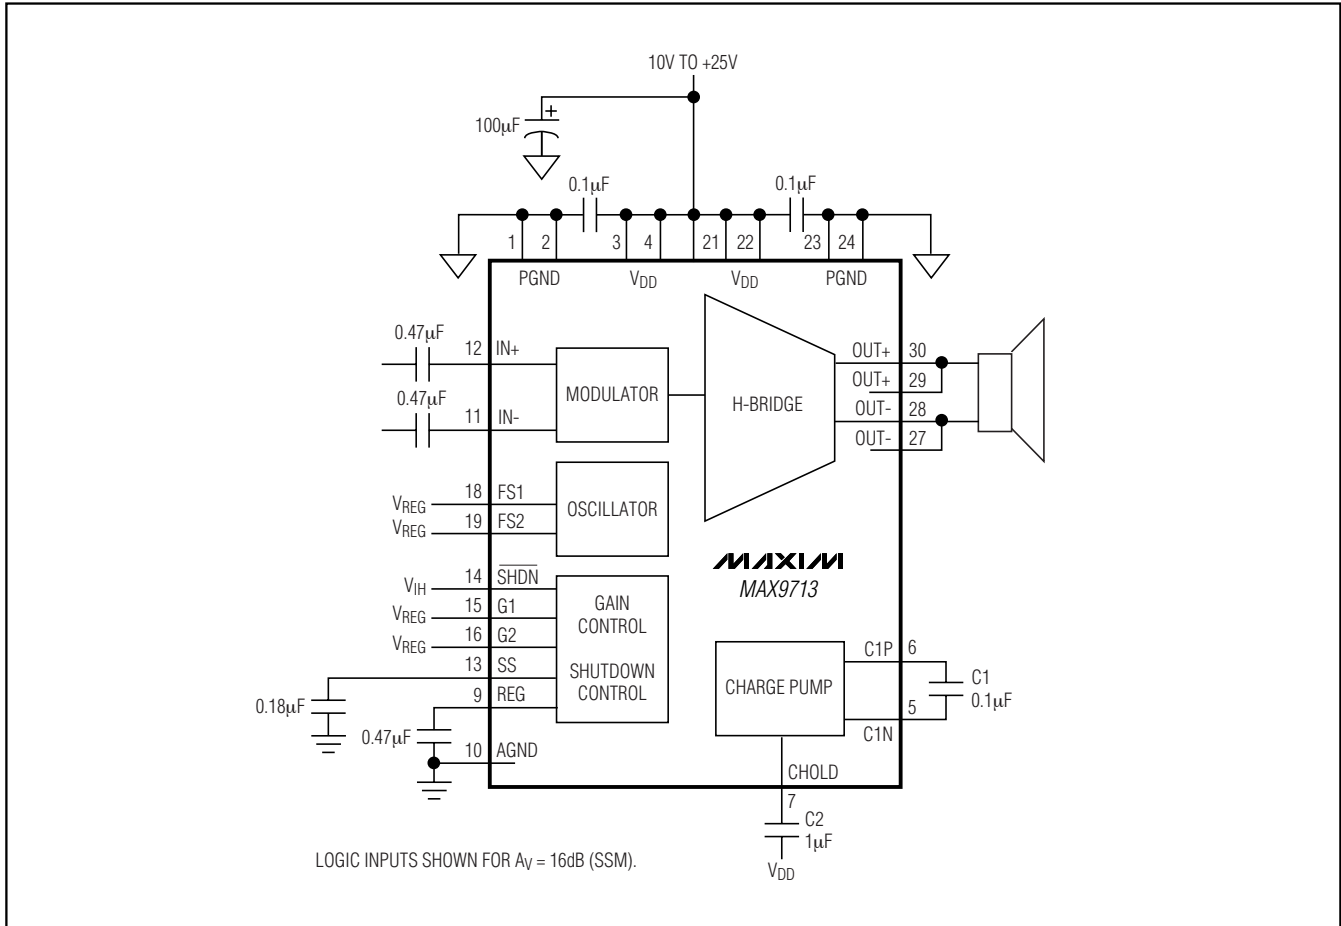 10V TO +25V
+
100µF
0.1µF
0.1µF
1
2
3
4
21
22
23
24
PGND
VDD
VDD
PGND
0.47µF
12
IN+
MODULATOR
H-BRIDGE
OUT+
30
OUT+
29
0.47µF
11
IN-
OUT-
28
OUT-
27
VREG
18
FS1
OSCILLATOR
VREG
19
FS2
MAXIM
MAX9713
VIH
14
SHDN
GAIN
CONTROL
VREG
15
G1
VREG
16
G2
13
SS
SHUTDOWN
CONTROL
9
REG
0.18µF
0.47µF
10
AGND
CHARGE PUMP
C1P
6
C1
0.1µF
5
C1N
CHOLD
7
C2
1µF
VDD
LOGIC INPUTS SHOWN FOR AV = 16dB (SSM).